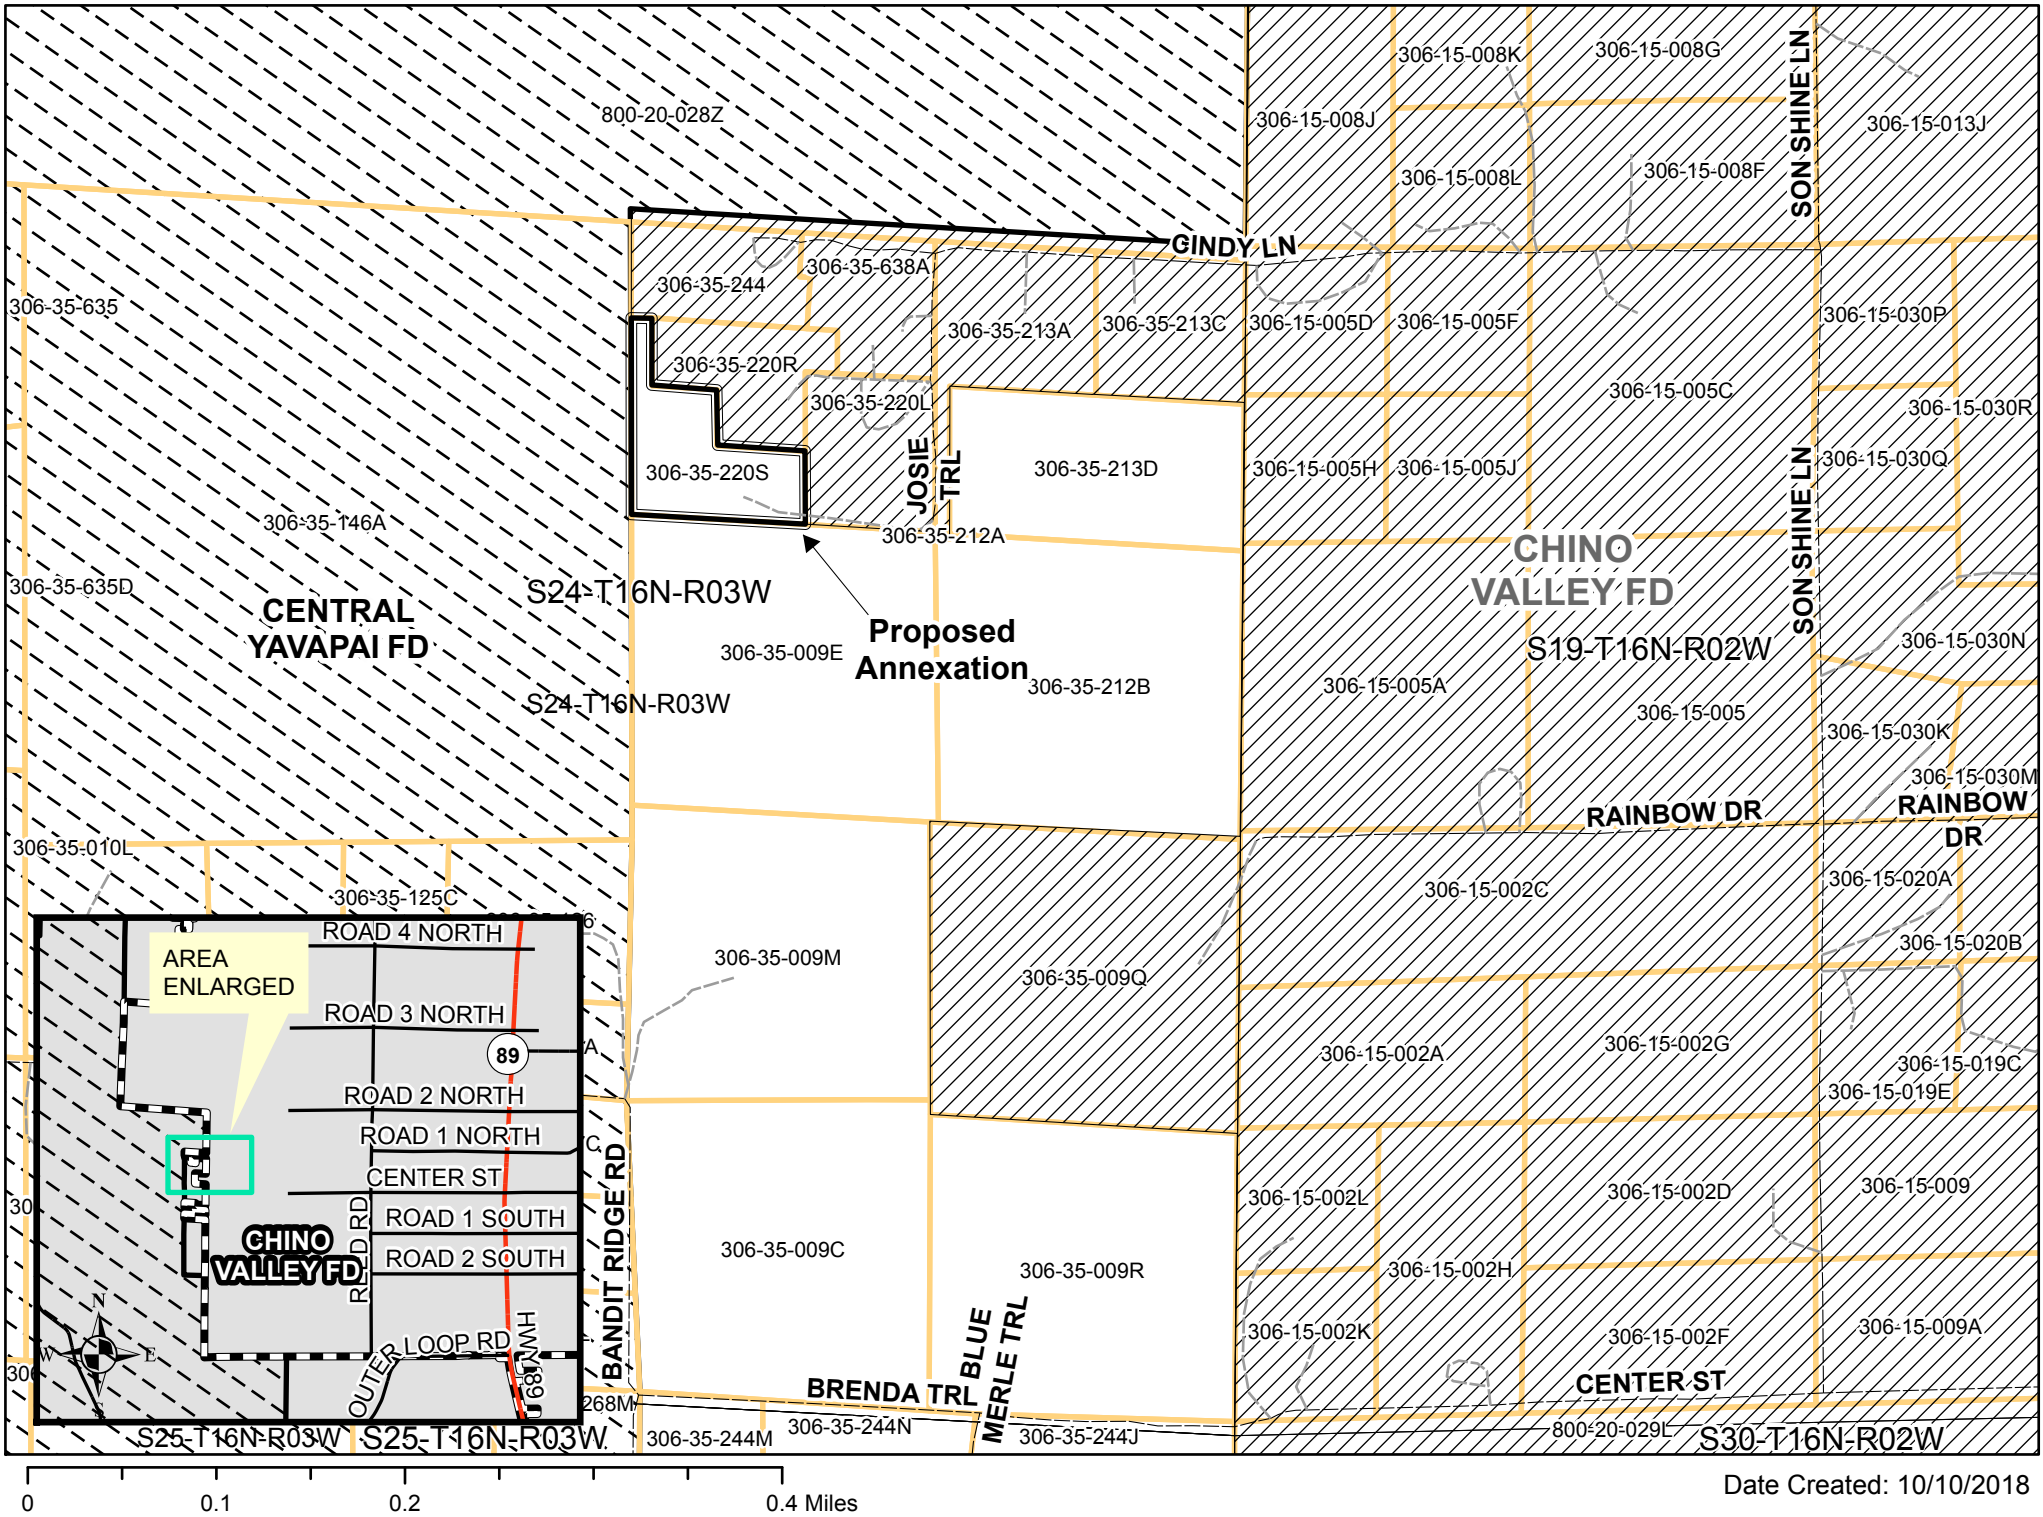 800-20-028Z
306-15-008K
306-15-008G
SON SHINE LN
306-15-008J
306-15-013J
306-15-008L
306-15-008F
CINDY LN
306-35-638A
306-35-244
306-35-635
306-35-213A
306-35-213C
306-15-005D
306-15-005F
306-15-030P
306-35-220R
306-35-220L
306-15-005C
306-15-030R
JOSIE
TRL
306-35-220S
306-35-213D
306-15-005H
306-15-005J
306-15-030Q
SON SHINE LN
306-35-146A
306-35-212A
CHINO
VALLEY FD
306-35-635D
S24-T16N-R03W
CENTRAL
YAVAPAI FD
Proposed
Annexation
306-35-009E
306-15-030N
S19-T16N-R02W
306-35-212B
306-15-005A
S24-T16N-R03W
306-15-005
306-15-030K
306-15-030M
RAINBOW DR
RAINBOW
DR
306-35-010L
306-35-125C
306-15-002C
306-15-020A
306-35-009M
306-35-009Q
306-15-020B
306-15-002A
306-15-002G
306-15-019C
306-15-019E
BANDIT RIDGE RD
306-15-002L
306-15-002D
306-15-009
306-35-009C
306-35-009R
306-15-002H
BLUE
MERLE TRL
306-15-002K
306-15-002F
306-15-009A
BRENDA TRL
CENTER ST
268M
306-35-244M
306-35-244N
306-35-244J
800-20-029L
S25-T16N-R03W
S25-T16N-R03W
S30-T16N-R02W
AREA
ENLARGED
ROAD 4 NORTH
ROAD 3 NORTH
89
ROAD 2 NORTH
ROAD 1 NORTH
CENTER ST
ROAD 1 SOUTH
ROAD 2 SOUTH
CHINO
VALLEY FD
OUTER LOOP RD
HWY 89
N
W
E
S
0
0.1
0.2
0.4 Miles
Date Created: 10/10/2018